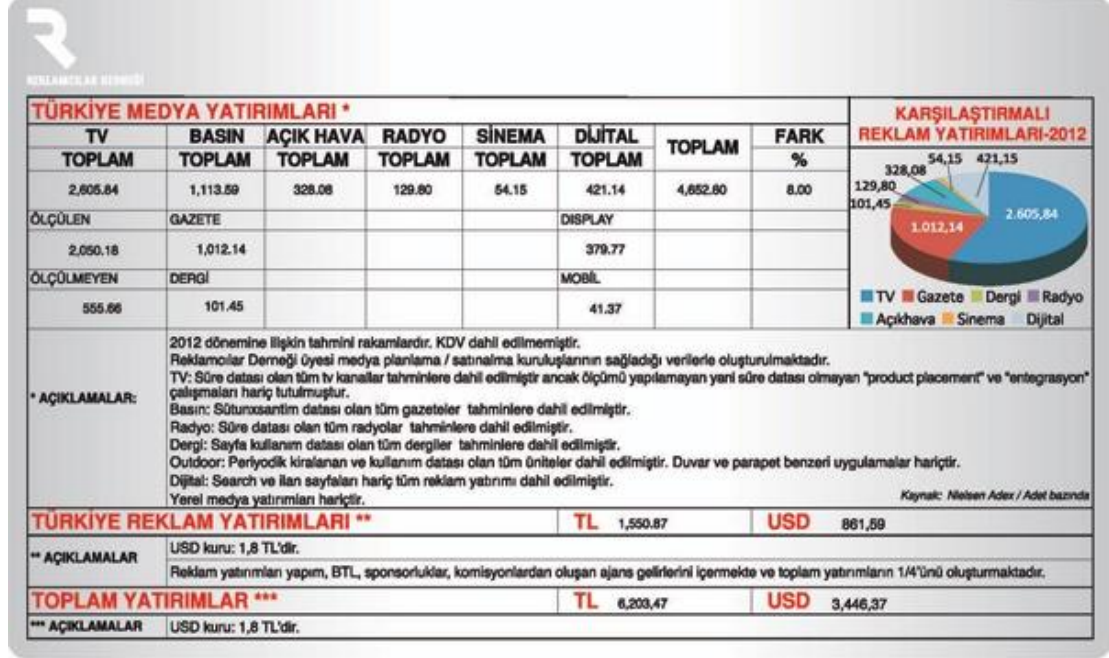 R
REKLAMCILAR DERNEĞİ
TÜRKİYE MEDYA YATIRIMLARI *
TV BASIN AÇIK HAVA RADYO SİNEMA DİJİTAL TOPLAM FARK
TOPLAM TOPLAM TOPLAM TOPLAM TOPLAM TOPLAM %
2,605.84 1,113.59 328.08 129.80 54.15 421.14 4,652.60 8.00
ÖLÇÜLEN GAZETE DISPLAY
2,050.18 1,012.14 379.77
ÖLÇÜLMEYEN DERGİ MOBİL
555.66 101.45 41.37
KARŞILAŞTIRMALI
REKLAM YATIRIMLARI-2012
54,15 421,15
328,08
129,80
101,45
2.605,84
1.012,14
TV Gazete Dergi Radyo
Açıkhava Sinema Dijital
* AÇIKLAMALAR:
2012 dönemine ilişkin tahmini rakamlardır. KDV dahil edilmemiştir.
Reklamcılar Derneği üyesi medya planlama / satınalma kuruluşlarının sağladığı verilerle oluşturulmaktadır.
TV: Süre datası olan tüm tv kanallar tahminlere dahil edilmiştir ancak ölçümü yapılamayan yani süre datası olmayan "product placement" ve "entegrasyon"
çalışmaları hariç tutulmuştur.
Basın: Sütunxsantim datası olan tüm gazeteler tahminlere dahil edilmiştir.
Radyo: Süre datası olan tüm radyolar tahminlere dahil edilmiştir.
Dergi: Sayfa kullanım datası olan tüm dergiler tahminlere dahil edilmiştir.
Outdoor: Periyodik kiralanan ve kullanım datası olan tüm üniteler dahil edilmiştir. Duvar ve parapet benzeri uygulamalar hariçtir.
Dijital: Search ve ilan sayfaları hariç tüm reklam yatırımı dahil edilmiştir.
Yerel medya yatırımları hariçtir.
Kaynak: Nielsen Adex / Adet bazında
TÜRKİYE REKLAM YATIRIMLARI ** TL 1,550.87 USD 861,59
** AÇIKLAMALAR
USD kuru: 1,8 TL'dir.
Reklam yatırımları yapım, BTL, sponsorluklar, komisyonlardan oluşan ajans gelirlerini içermekte ve toplam yatırımların 1/4'ünü oluşturmaktadır.
TOPLAM YATIRIMLAR *** TL 6,203,47 USD 3,446,37
*** AÇIKLAMALAR USD kuru: 1,8 TL'dir.